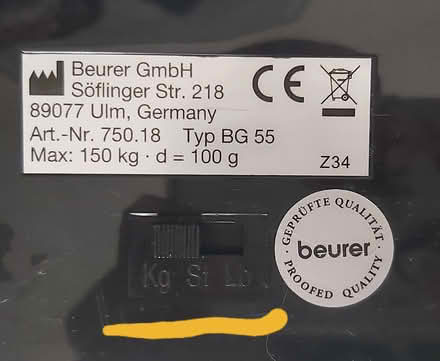 Beurer GmbH
Söflinger Str. 218
89077 Ulm, Germany
Art.-Nr. 750.18 Typ BG 55
Max: 150 kg · d = 100 g
CE
Z34
Kg St Lb
· GEPRÜFTE QUALITÄT ·
beurer
PROOFED QUALITY